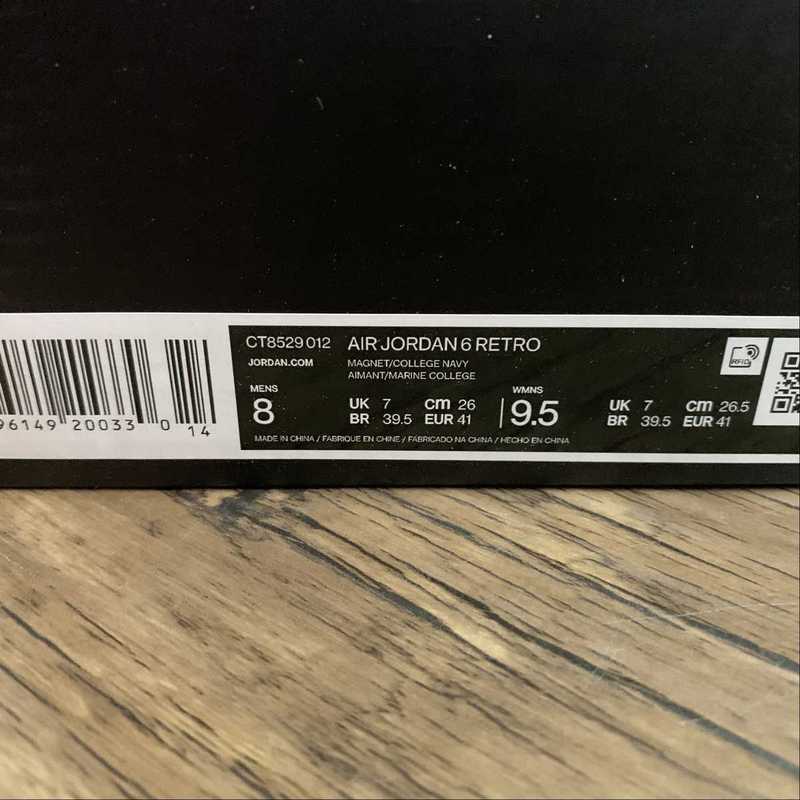 CT8529 012 AIR JORDAN 6 RETRO
JORDAN.COM MAGNET/COLLEGE NAVY
AIMANT/MARINE COLLEGE
RFID
MENS
8
UK 7 cm 26
BR 39.5 EUR 41
WMNS
9.5
UK 7 cm 26.5
BR 39.5 EUR 41
MADE IN CHINA / FABRIQUE EN CHINE / FABRICADO NA CHINA / HECHO EN CHINA
96149 20033 0 14